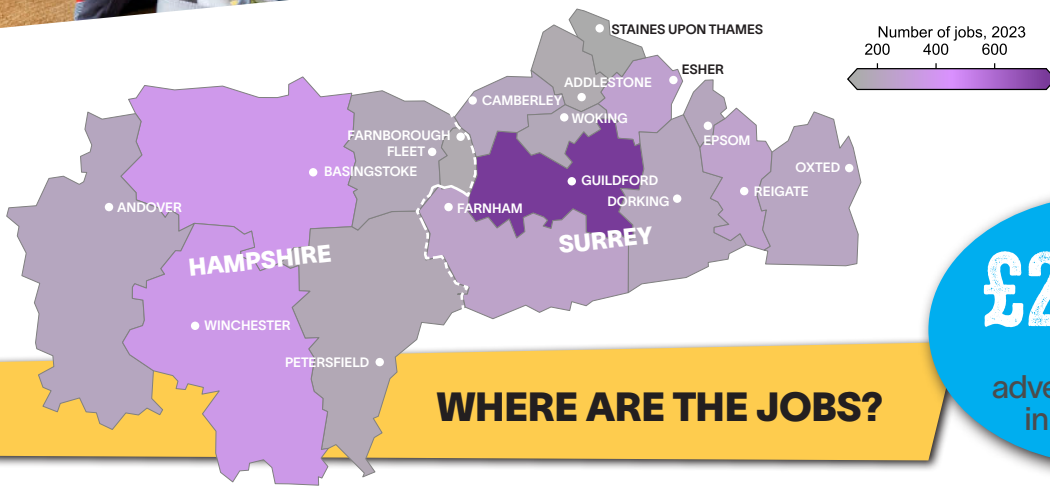 Number of jobs, 2023
200 400 600
STAINES UPON THAMES
ESHER
ADDLESTONE
CAMBERLEY
WOKING
FARNBOROUGH
FLEET
EPSOM
BASINGSTOKE
OXTED
GUILDFORD
REIGATE
DORKING
ANDOVER
FARNHAM
SURREY
HAMPSHIRE
WINCHESTER
PETERSFIELD
WHERE ARE THE JOBS?
£2
adve
in